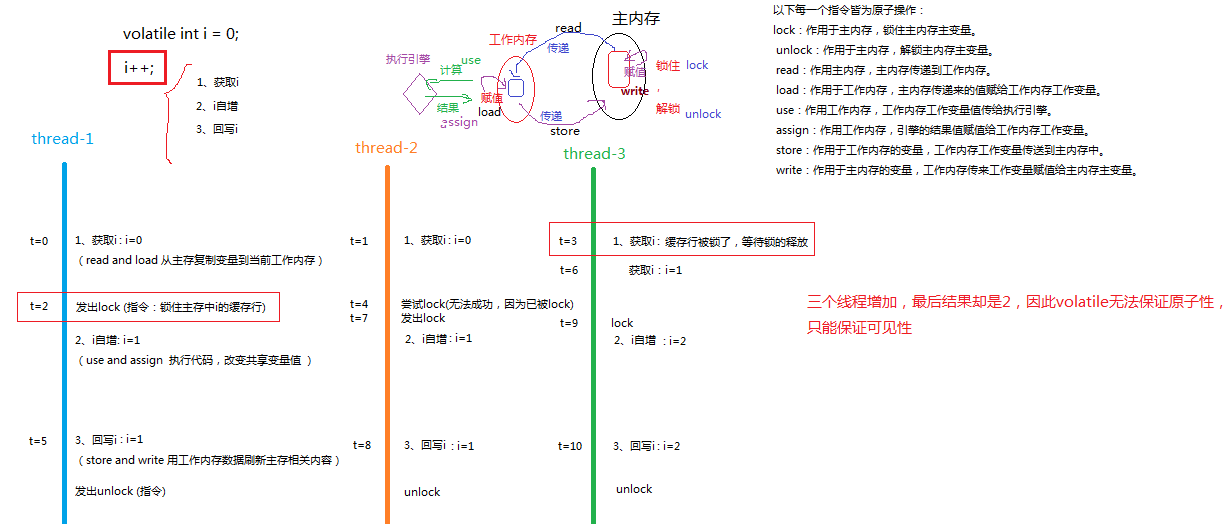 volatile int i = 0;
i++;
1、获取i
2、i自增
3、回写i
主内存
read
工作内存
传递
执行引擎
use
计算
赋值
锁住 lock
write ，
结果
赋值
load
解锁
unlock
assign
传递
store
以下每一个指令皆为原子操作：
lock：作用于主内存，锁住主内存主变量。
unlock：作用于主内存，解锁主内存主变量。
read：作用主内存，主内存传递到工作内存。
load：作用于工作内存，主内存传递来的值赋给工作内存工作变量。
use：作用工作内存，工作内存工作变量值传给执行引擎。
assign：作用工作内存，引擎的结果值赋值给工作内存工作变量。
store：作用于工作内存的变量，工作内存工作变量传送到主内存中。
write：作用于主内存的变量，工作内存传来工作变量赋值给主内存主变量。
thread-1
t=0
1、获取i : i=0
（ read and load 从主存复制变量到当前工作内存）
t=2
发出lock (指令：锁住主存中i的缓存行)
2、i自增: i=1
（ use and assign 执行代码，改变共享变量值 ）
t=5
3、回写i : i=1
（ store and write 用工作内存数据刷新主存相关内容）
发出unlock (指令)
thread-2
t=1
1、获取i : i=0
t=4
尝试lock(无法成功，因为已被lock)
t=7
发出lock
2、i自增 : i=1
t=8
3、回写i : i=1
unlock
thread-3
t=3
1、获取i : 缓存行被锁了，等待锁的释放
t=6
获取i : i=1
t=9
lock
2、i自增 : i=2
t=10
3、回写i : i=2
unlock
三个线程增加，最后结果却是2，因此volatile无法保证原子性，
只能保证可见性